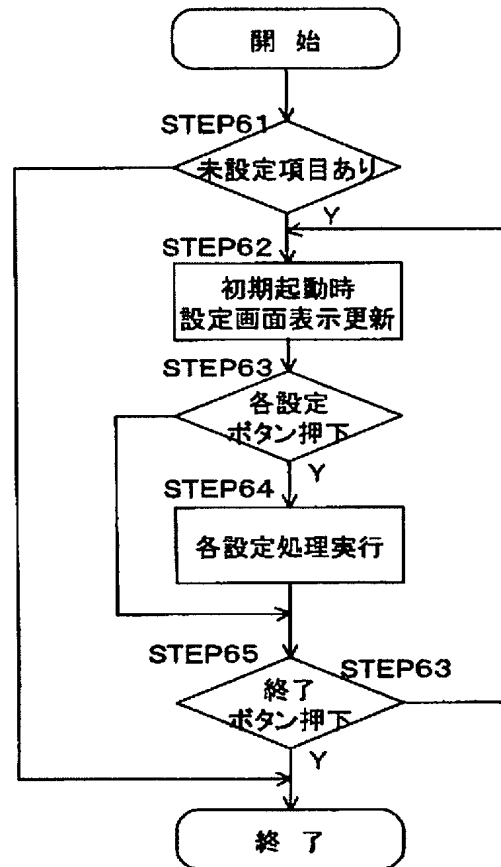 開 始
STEP61
未設定項目あり
Y
STEP62
初期起動時
設定画面表示更新
STEP63
各設定
ボタン押下
Y
STEP64
各設定処理実行
STEP65
STEP63
終了
ボタン押下
Y
終 了